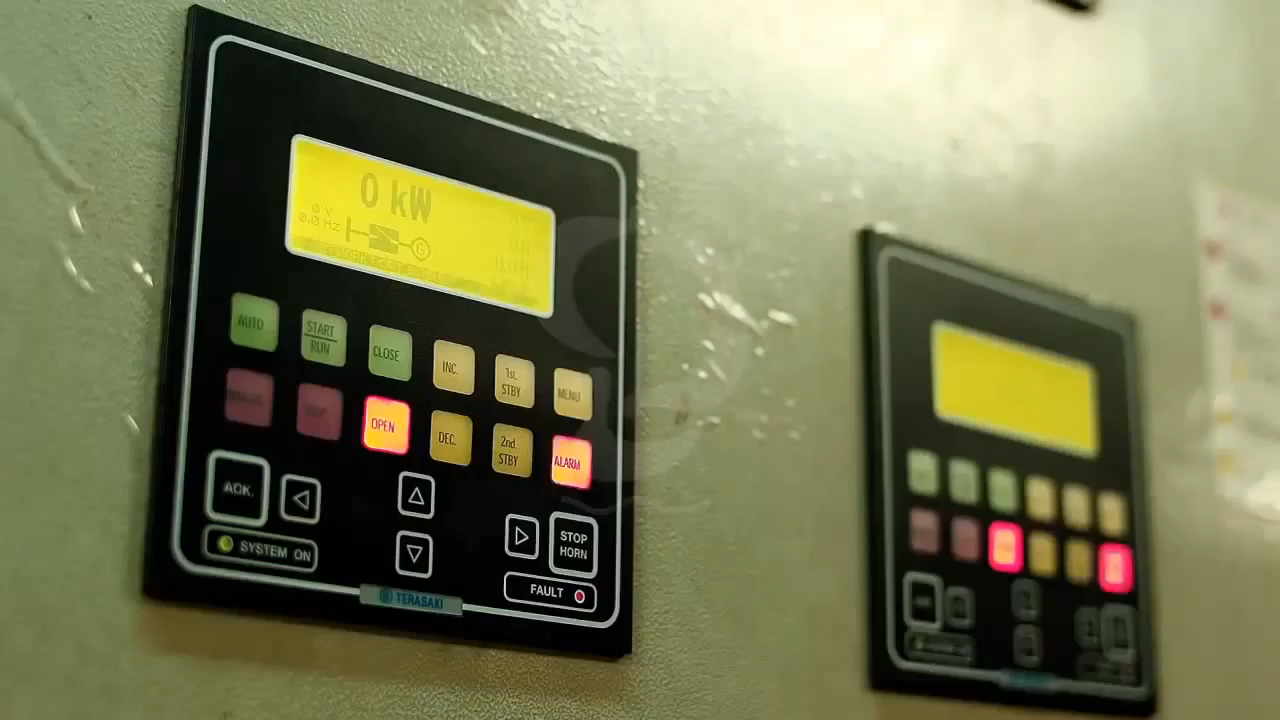 0 kW
0 V
0.0 Hz
G
AUTO
START
RUN
CLOSE
INC.
1st.
STBY
MENU
STOP
OPEN
DEC.
2nd.
STBY
ALARM
ACK.
STOP
HORN
SYSTEM ON
FAULT
TERASAKI